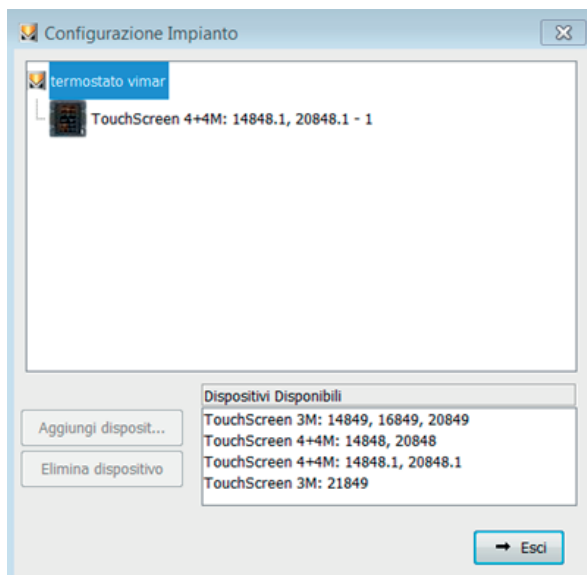 Configurazione Impianto
termostato vimar
TouchScreen 4+4M: 14848.1, 20848.1 - 1
Dispositivi Disponibili
Aggiungi disposit...
Elimina dispositivo
TouchScreen 3M: 14849, 16849, 20849
TouchScreen 4+4M: 14848, 20848
TouchScreen 4+4M: 14848.1, 20848.1
TouchScreen 3M: 21849
Esci